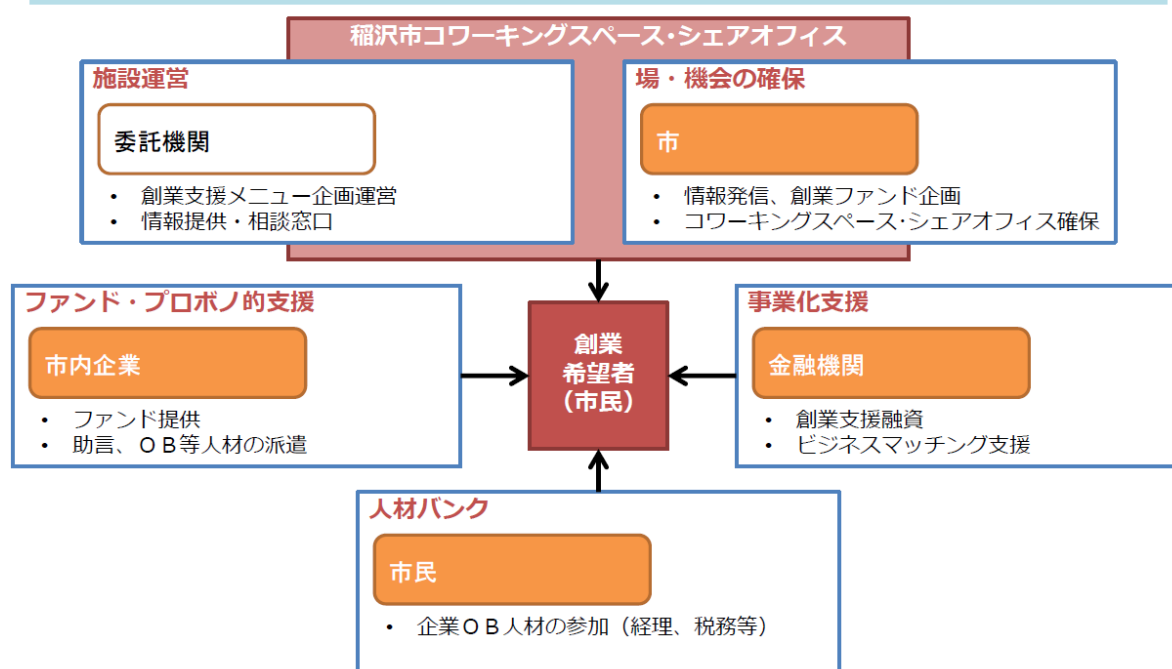 稲沢市コワーキングスペース･シェアオフィス
施設運営
委託機関
• 創業支援メニュー企画運営
• 情報提供・相談窓口
場・機会の確保
市
• 情報発信、創業ファンド企画
• コワーキングスペース･シェアオフィス確保
ファンド・プロボノ的支援
市内企業
• ファンド提供
• 助言、ＯＢ等人材の派遣
創業
希望者
（市民）
事業化支援
金融機関
• 創業支援融資
• ビジネスマッチング支援
人材バンク
市民
• 企業ＯＢ人材の参加（経理、税務等）